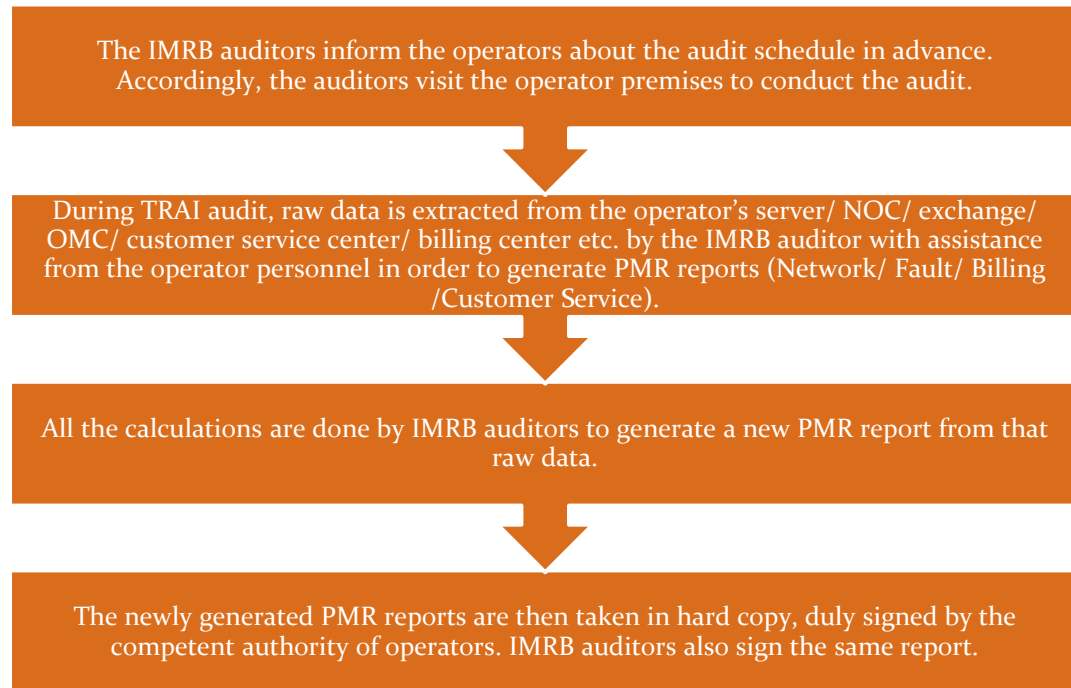 The IMRB auditors inform the operators about the audit schedule in advance.
Accordingly, the auditors visit the operator premises to conduct the audit.
During TRAI audit, raw data is extracted from the operator’s server/ NOC/ exchange/
OMC/ customer service center/ billing center etc. by the IMRB auditor with assistance
from the operator personnel in order to generate PMR reports (Network/ Fault/ Billing
/Customer Service).
All the calculations are done by IMRB auditors to generate a new PMR report from that
raw data.
The newly generated PMR reports are then taken in hard copy, duly signed by the
competent authority of operators. IMRB auditors also sign the same report.